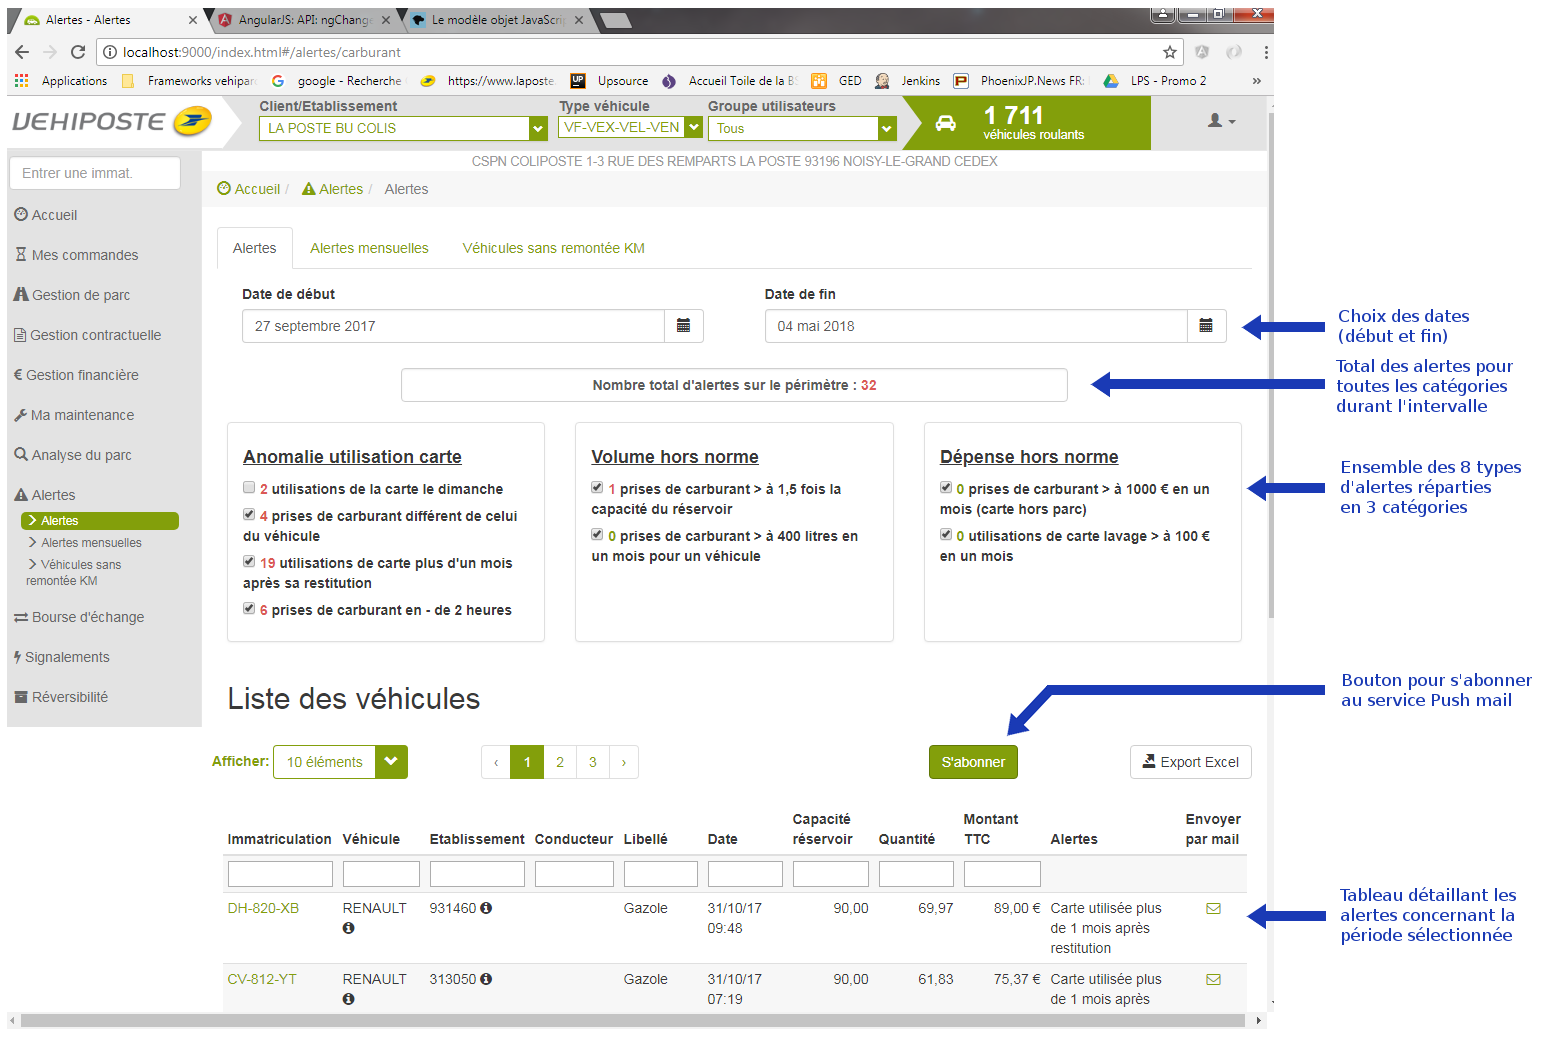 Alertes - Alertes
AngularJS: API: ngChange
Le modèle objet JavaScrip
localhost:9000/index.html#/alertes/carburant
Applications
Frameworks vehipar
google - Recherche
https://www.laposte.
Upsource
Accueil Toile de la BS
GED
Jenkins
PhoenixJP.News FR:
LPS - Promo 2
»
VEHIPOSTE
Client/Etablissement
LA POSTE BU COLIS
Type véhicule
VF-VEX-VEL-VEN
Groupe utilisateurs
Tous
1 711
véhicules roulants
CSPN COLIPOSTE 1-3 RUE DES REMPARTS LA POSTE 93196 NOISY-LE-GRAND CEDEX
Entrer une immat.
Accueil
Mes commandes
Gestion de parc
Gestion contractuelle
€ Gestion financière
Ma maintenance
Analyse du parc
Alertes
Alertes
Alertes mensuelles
Véhicules sans
remontée KM
Bourse d'échange
Signalements
Réversibilité
Accueil / Alertes / Alertes
Alertes
Alertes mensuelles
Véhicules sans remontée KM
Date de début
27 septembre 2017
Date de fin
04 mai 2018
Nombre total d'alertes sur le périmètre : 32
Anomalie utilisation carte
2 utilisations de la carte le dimanche
4 prises de carburant différent de celui
du véhicule
19 utilisations de carte plus d'un mois
après sa restitution
6 prises de carburant en - de 2 heures
Volume hors norme
1 prises de carburant > à 1,5 fois la
capacité du réservoir
0 prises de carburant > à 400 litres en
un mois pour un véhicule
Dépense hors norme
0 prises de carburant > à 1000 € en un
mois (carte hors parc)
0 utilisations de carte lavage > à 100 €
en un mois
Liste des véhicules
Afficher: 10 éléments
‹ 1 2 3 ›
S'abonner
Export Excel
Immatriculation Véhicule Etablissement Conducteur Libellé Date Capacité réservoir Quantité Montant TTC Alertes Envoyer par mail
DH-820-XB RENAULT 931460 Gazole 31/10/17 90,00 69,97 89,00 € Carte utilisée plus
09:48 de 1 mois après
restitution
CV-812-YT RENAULT 313050 Gazole 31/10/17 90,00 61,83 75,37 € Carte utilisée plus
07:19 de 1 mois après
Choix des dates
(début et fin)
Total des alertes pour
toutes les catégories
durant l'intervalle
Ensemble des 8 types
d'alertes réparties
en 3 catégories
Bouton pour s'abonner
au service Push mail
Tableau détaillant les
alertes concernant la
période sélectionnée